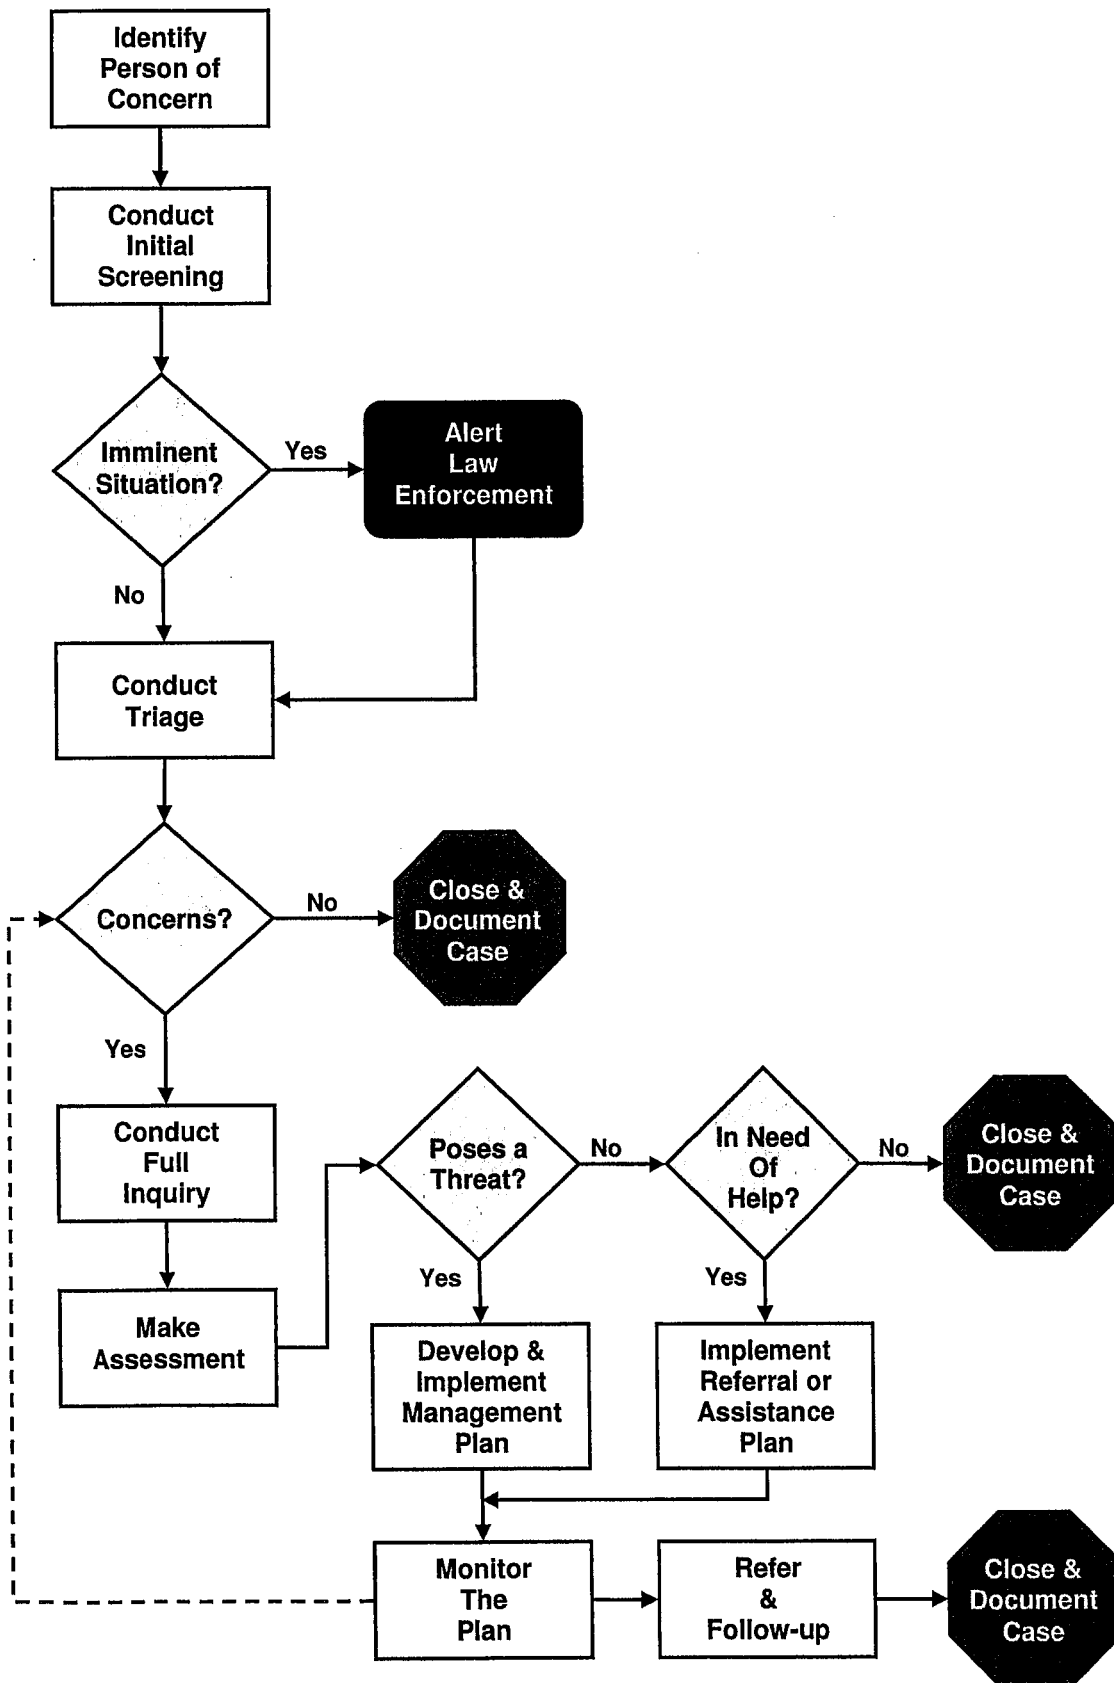 Identify
Person of
Concern
Conduct
Initial
Screening
Imminent
Situation?
Yes
Alert
Law
Enforcement
No
Conduct
Triage
Concerns?
No
Close &
Document
Case
Yes
Conduct
Full
Inquiry
Poses a
Threat?
No
In Need
Of
Help?
No
Close &
Document
Case
Make
Assessment
Yes
Develop &
Implement
Management
Plan
Yes
Implement
Referral or
Assistance
Plan
Monitor
The
Plan
Refer
&
Follow-up
Close &
Document
Case